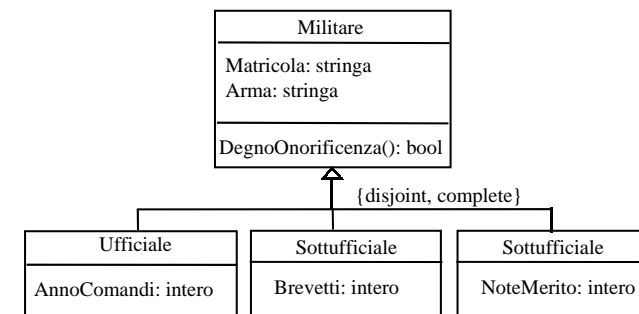 Militare
Matricola: stringa
Arma: stringa
DegnoOnorificenza(): bool
{disjoint, complete}
Ufficiale
Sottufficiale
Sottufficiale
AnnoComandi: intero
Brevetti: intero
NoteMerito: intero